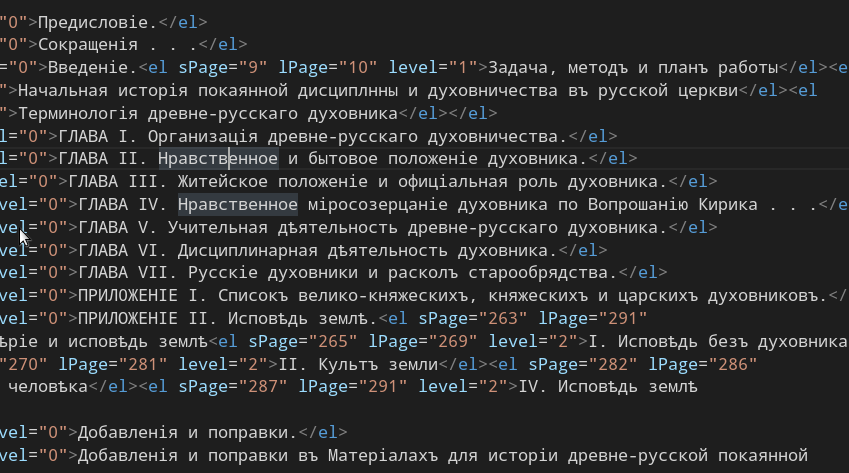 "0">Предисловіе.</el>
"0">Сокращенія . . .</el>
="0">Введеніе.<el sPage="9" lPage="10" level="1">Задача, методъ и планъ работы</el><e
">Начальная исторія покаянной дисциплнны и духовничества въ русской церкви</el><el
">Терминологія древне-русскаго духовника</el></el>
l="0">ГЛАВА I. Организація древне-русскаго духовничества.</el>
l="0">ГЛАВА II. Нравственное и бытовое положеніе духовника.</el>
el="0">ГЛАВА III. Житейское положеніе и офиціальная роль духовника.</el>
vel="0">ГЛАВА IV. Нравственное міросозерцаніе духовника по Вопрошанію Кирика . . .</e
vel="0">ГЛАВА V. Учительная дѣятельность древне-русскаго духовника.</el>
vel="0">ГЛАВА VI. Дисциплинарная дѣятельность духовника.</el>
vel="0">ГЛАВА VII. Русскіе духовники и расколъ старообрядства.</el>
vel="0">ПРИЛОЖЕНІЕ I. Списокъ велико-княжескихъ, княжескихъ и царскихъ духовниковъ.</
vel="0">ПРИЛОЖЕНІЕ II. Исповѣдь землѣ.<el sPage="263" lPage="291"
ѣріе и исповѣдь землѣ<el sPage="265" lPage="269" level="2">I. Исповѣдь безъ духовника
"270" lPage="281" level="2">II. Культъ земли</el><el sPage="282" lPage="286"
человѣка</el><el sPage="287" lPage="291" level="2">IV. Исповѣдь землѣ
vel="0">Добавленія и поправки.</el>
vel="0">Добавленія и поправки въ Матеріалахъ для исторіи древне-русской покаянной